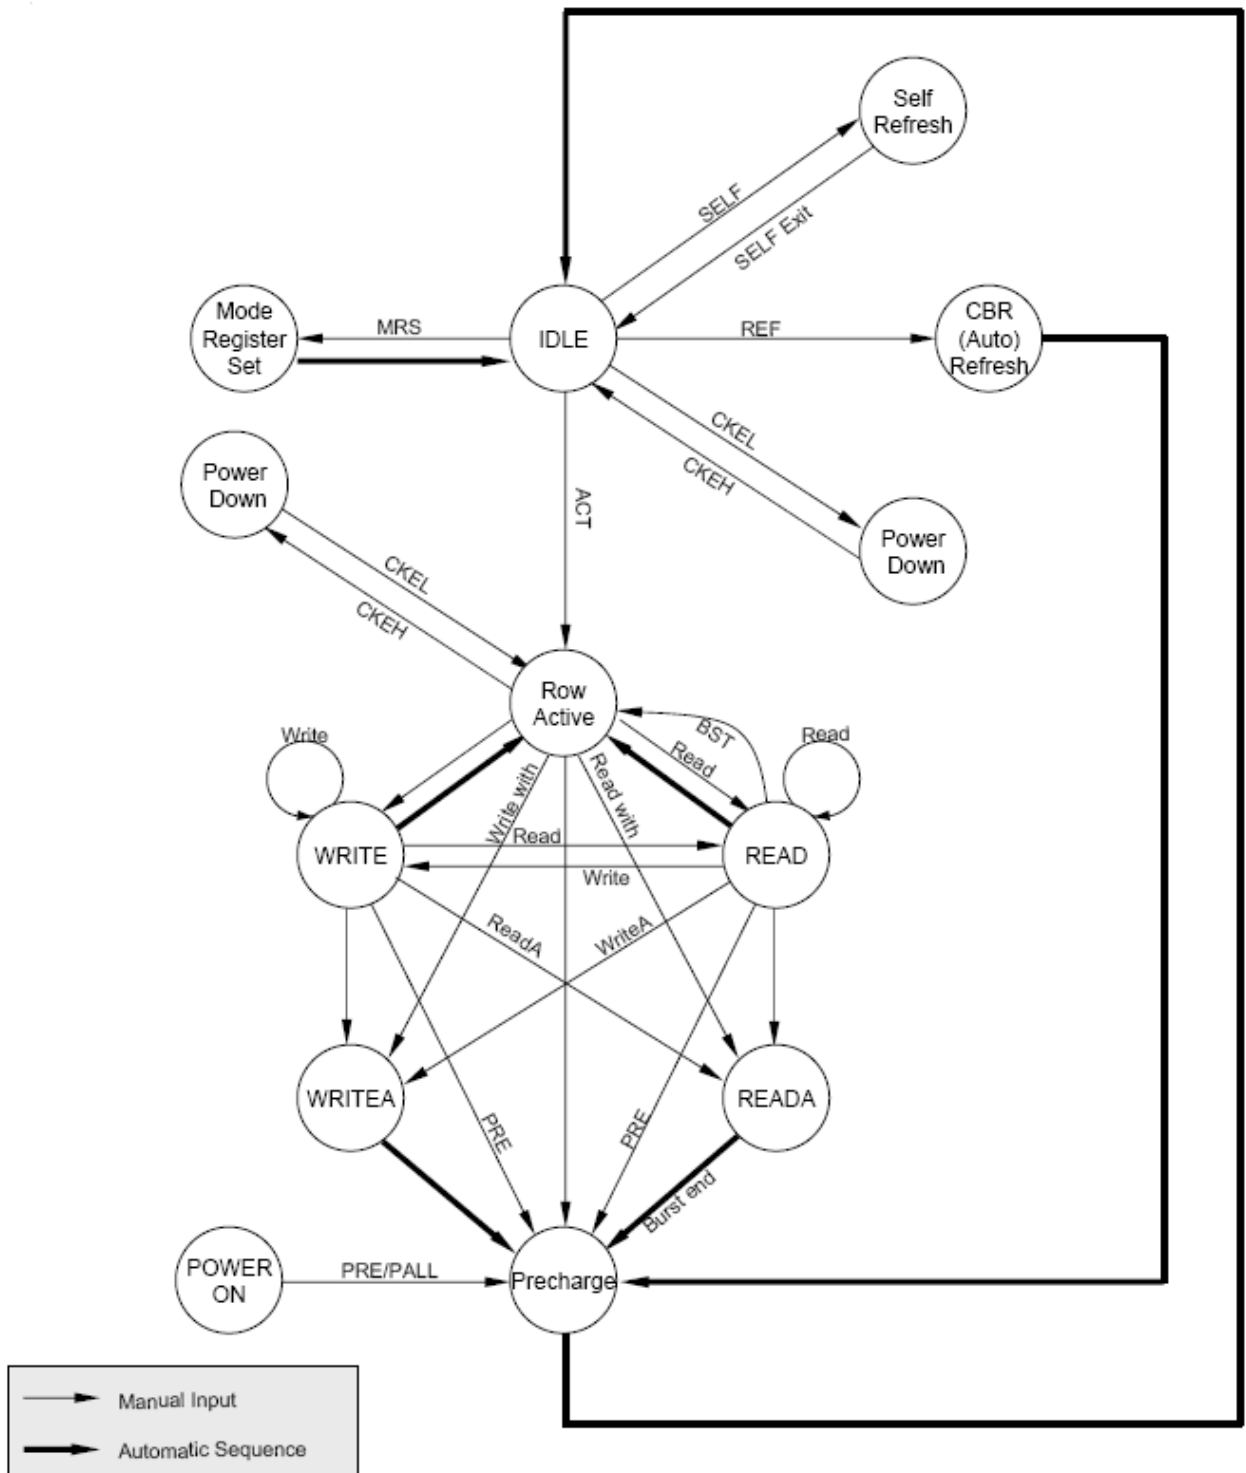 Self
Refresh
SELF
SELF Exit
Mode
Register
Set
MRS
IDLE
REF
CBR
(Auto)
Refresh
CKEL
CKEH
Power
Down
ACT
Power
Down
CKEL
CKEH
Row
Active
BST
Read
Write
Read
Write with
Read with
WRITE
Read
Write
READ
ReadA
WriteA
WRITEA
READA
PRE
PRE
Burst end
POWER
ON
PRE/PALL
Precharge
Manual Input
Automatic Sequence